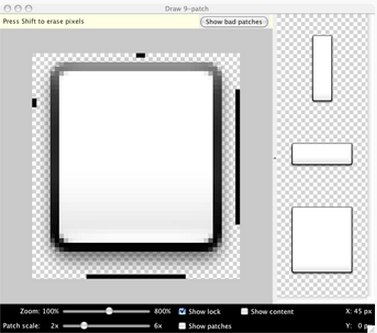 Draw 9-patch
Press Shift to erase pixels
Show bad patches
Zoom: 100% 800% Show lock Show content X: 45 px
Patch scale: 2x 6x Show patches Y: 0 px